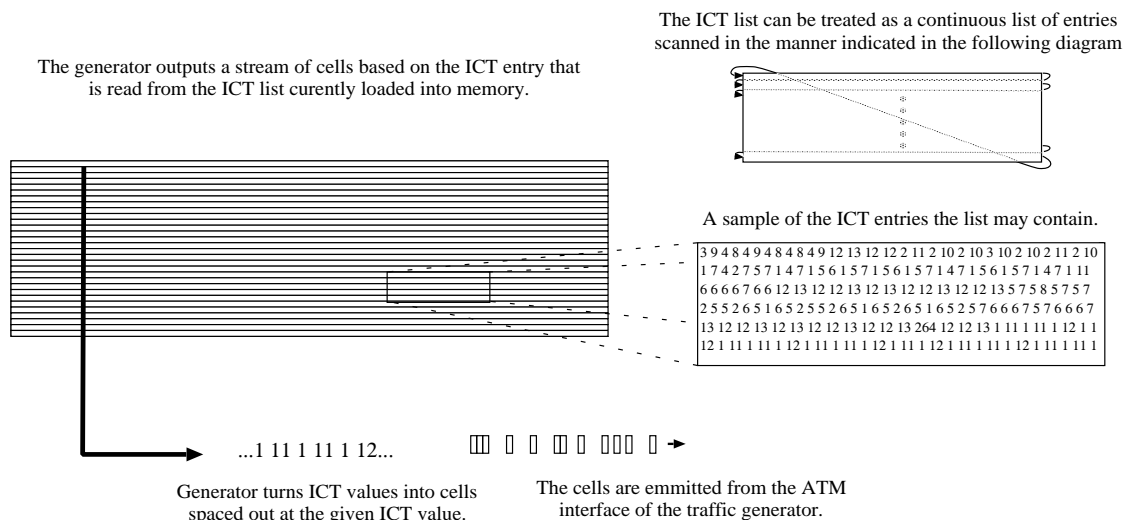 The ICT list can be treated as a continuous list of entries
scanned in the manner indicated in the following diagram
The generator outputs a stream of cells based on the ICT entry that
is read from the ICT list curently loaded into memory.
A sample of the ICT entries the list may contain.
3 9 4 8 4 9 4 8 4 8 4 9 12 13 12 12 2 11 2 10 2 10 2 3 10 2 10 2 10 2 11 2 10
1 7 4 2 7 5 7 1 4 7 1 5 6 1 5 7 1 5 6 1 5 7 1 4 7 1 5 6 1 5 7 1 4 7 1 11
6 6 6 6 7 6 6 12 13 12 12 13 12 13 12 12 13 12 12 13 12 12 13 5 7 5 8 5 7 5 7
2 5 5 2 6 5 1 6 5 2 5 5 2 6 5 1 6 5 2 6 5 1 6 5 2 5 7 6 6 7 5 7 6 6 6 7
13 12 12 13 12 13 12 12 13 12 12 13 264 12 12 13 1 11 1 11 1 12 1 1
12 1 11 1 11 1 12 1 11 1 11 1 12 1 11 1 12 1 11 1 11 1 12 1 11 1 11 1
...1 11 1 11 1 12...
Generator turns ICT values into cells
spaced out at the given ICT value.
The cells are emmitted from the ATM
interface of the traffic generator.